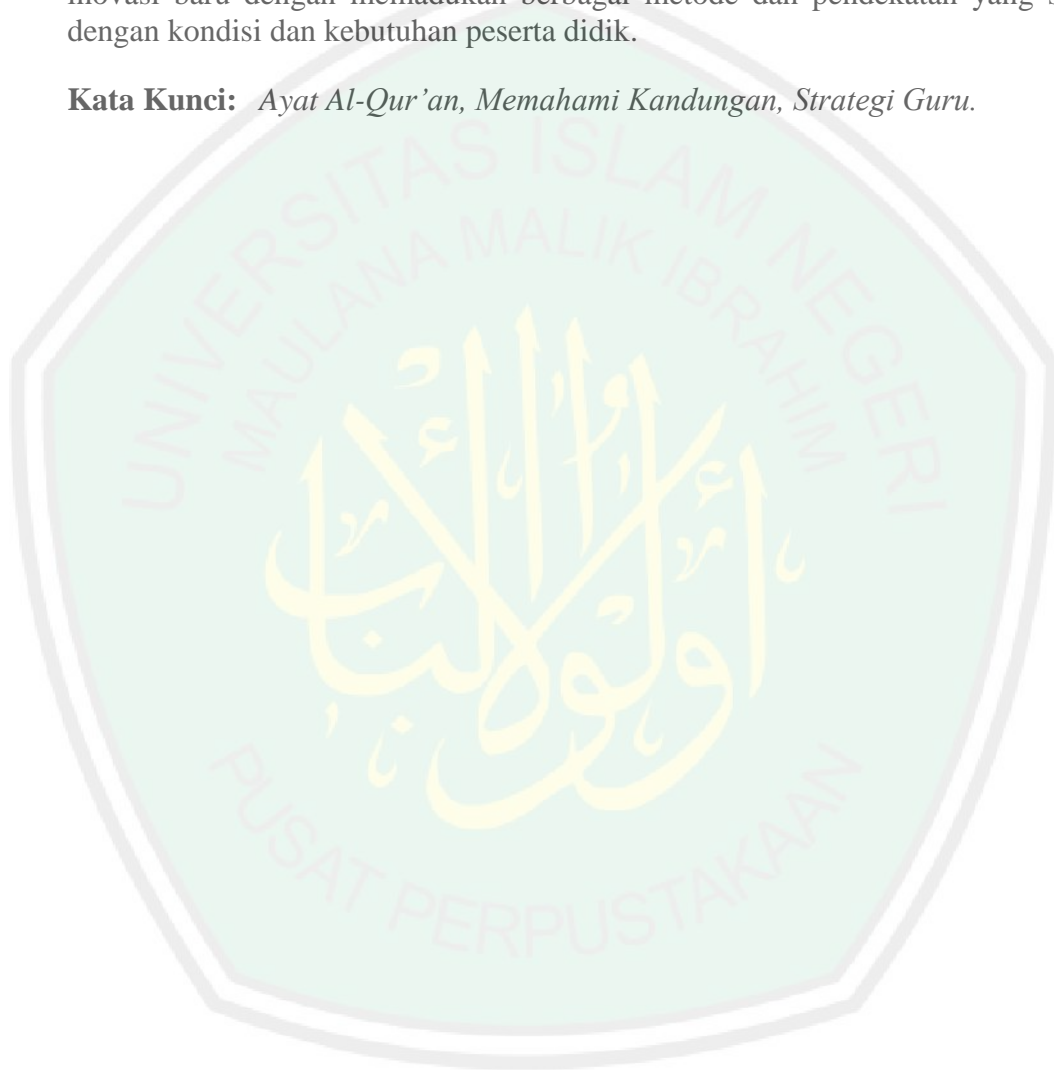 inovasi baru dengan memadukan berbagai metode dan pendekatan yang s
dengan kondisi dan kebutuhan peserta didik.
Kata Kunci: Ayat Al-Qur’an, Memahami Kandungan, Strategi Guru.
UNIVERSITAS ISLAM NEGERI
MAULANA MALIK IBRAHIM
أولوا الألباب
PUSAT PERPUSTAKAAN